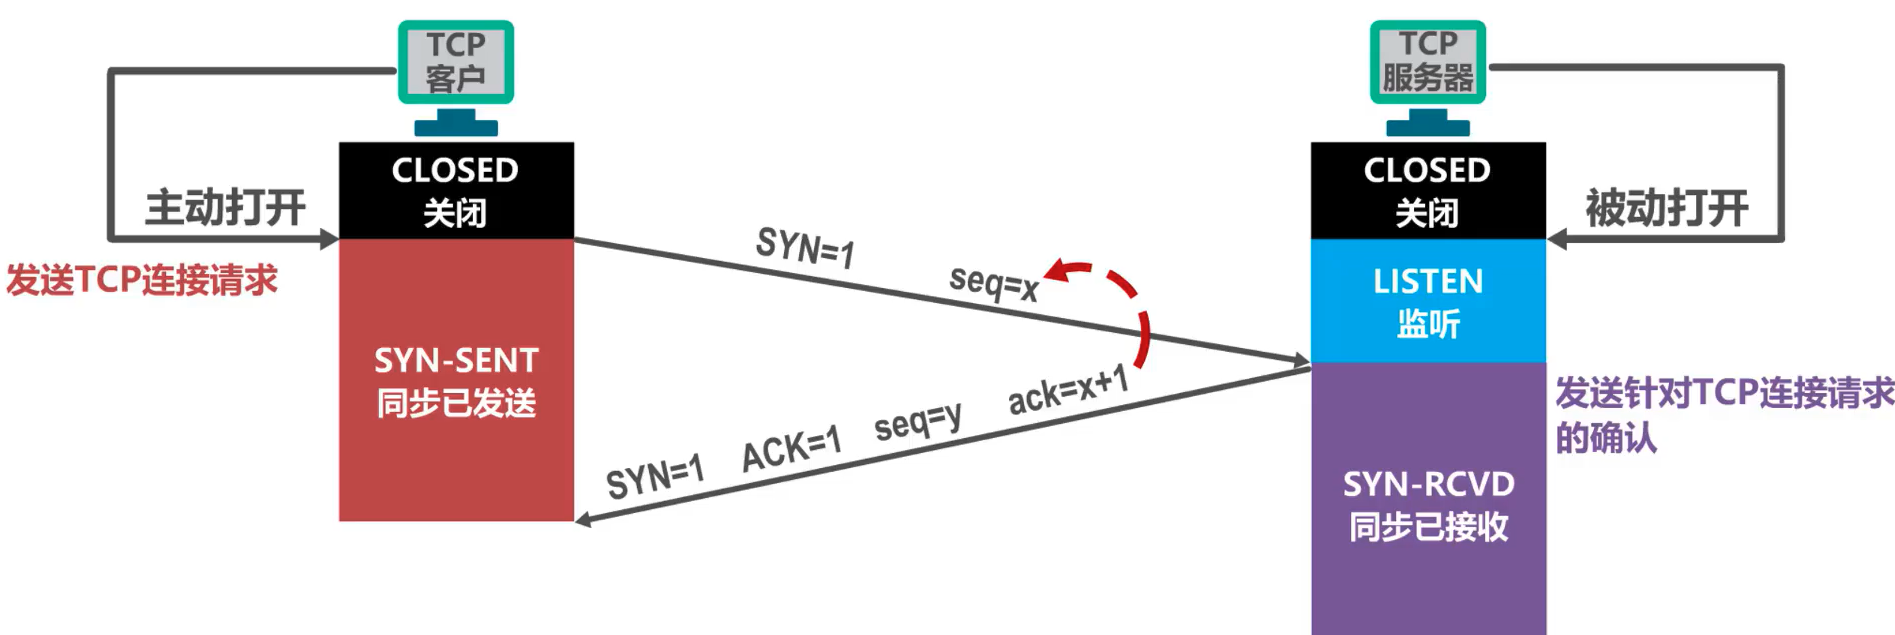 TCP
客户
TCP
服务器
CLOSED
关闭
CLOSED
关闭
主动打开
被动打开
发送TCP连接请求
SYN=1 seq=x
LISTEN
监听
SYN-SENT
同步已发送
SYN=1 ACK=1 seq=y ack=x+1
发送针对TCP连接请求
的确认
SYN-RCVD
同步已接收